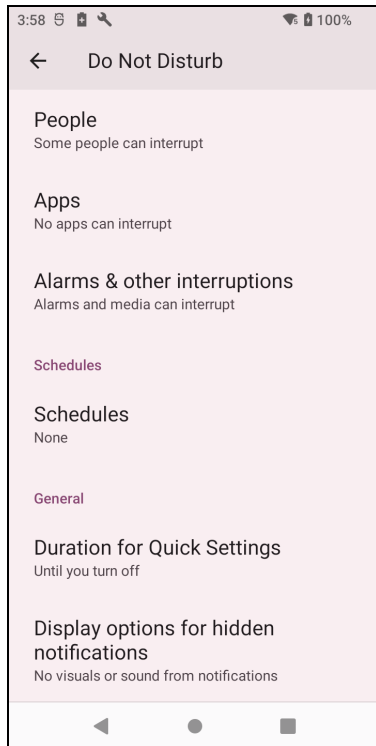 3:58 100%
Do Not Disturb
People
Some people can interrupt
Apps
No apps can interrupt
Alarms & other interruptions
Alarms and media can interrupt
Schedules
Schedules
None
General
Duration for Quick Settings
Until you turn off
Display options for hidden
notifications
No visuals or sound from notifications